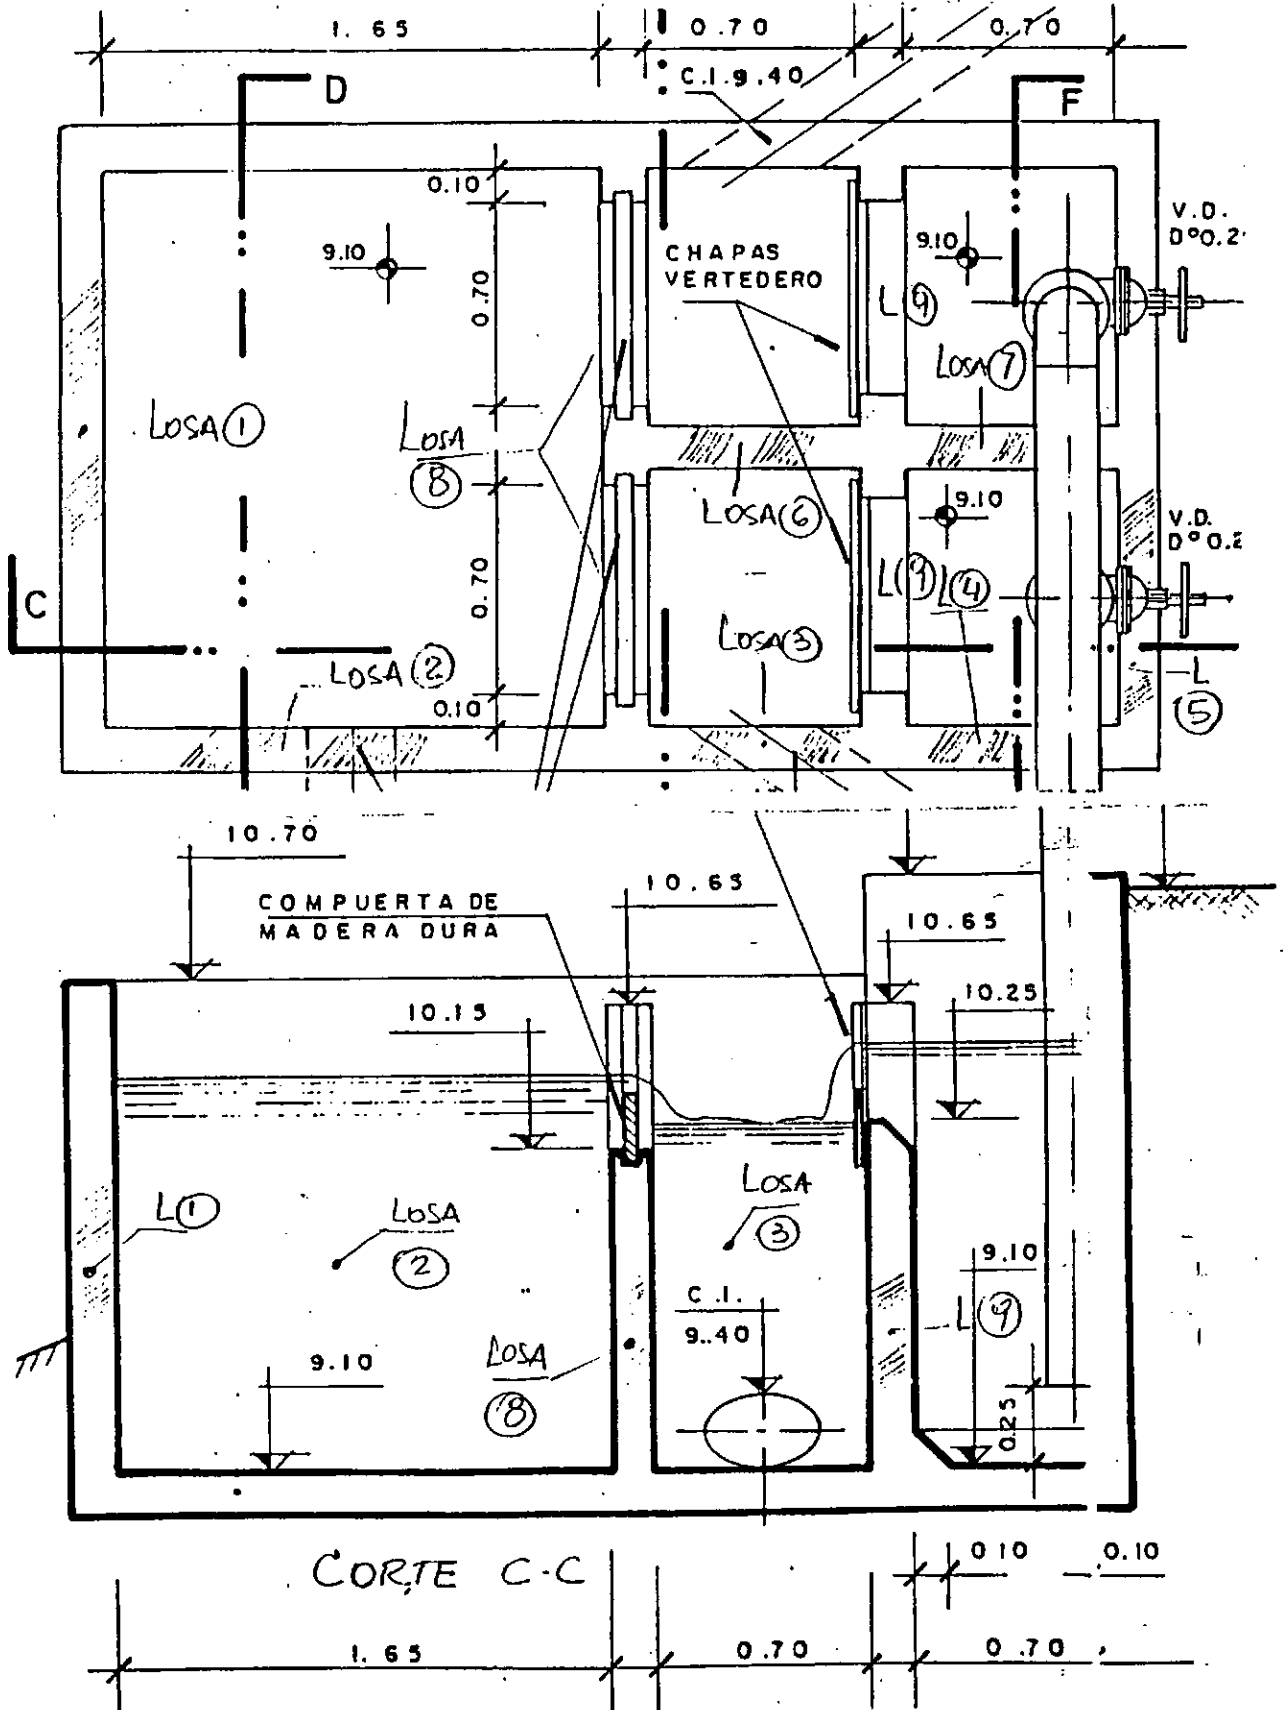 1.65
0.70
0.70
D
C.I.9.40
F
0.10
V.D.
9.10
9.10
CHAPAS
VERTEDERO
0.70
L 9
LOSA 7
LOSA 1
LOSA
8
LOSA 6
9.10
V.D.
C
0.70
L 4
LOSA 3
LOSA 2
L
5
0.10
10.70
10.65
COMPUERTA DE
MADERA DURA
10.65
10.15
10.25
L 1
LOSA
2
LOSA
3
9.10
C.I.
9.40
L 9
9.10
LOSA
8
0.25
CORTE C-C
0 10
0.10
1.65
0.70
0.70